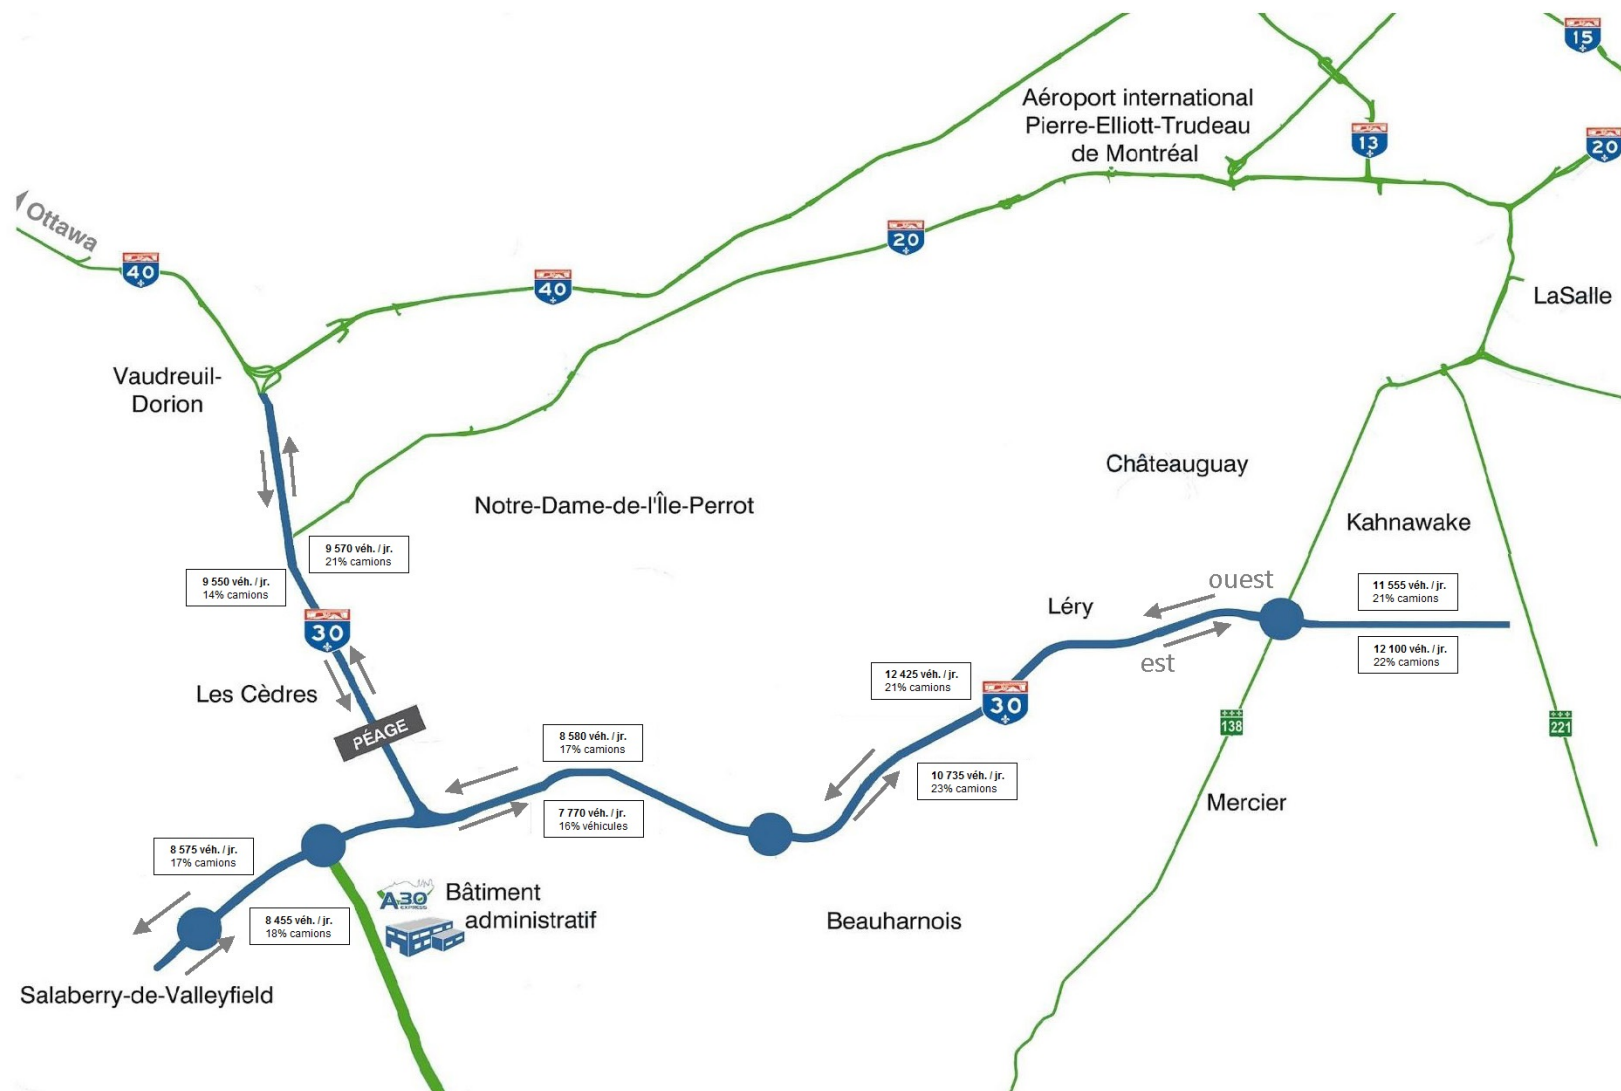 15
Aéroport international
Pierre-Elliott-Trudeau
de Montréal
13
20
Ottawa
40
40
20
LaSalle
Vaudreuil-
Dorion
Châteauguay
Notre-Dame-de-l'Île-Perrot
Kahnawake
9 570 véh. / jr.
21% camions
9 550 véh. / jr.
14% camions
ouest
11 555 véh. / jr.
21% camions
Léry
30
est
12 100 véh. / jr.
22% camions
12 425 véh. / jr.
21% camions
Les Cèdres
30
PÉAGE
138
221
8 580 véh. / jr.
17% camions
10 735 véh. / jr.
23% camions
Mercier
7 770 véh. / jr.
16% véhicules
8 575 véh. / jr.
17% camions
A30
EXPRESS
Bâtiment
administratif
8 455 véh. / jr.
18% camions
Beauharnois
Salaberry-de-Valleyfield